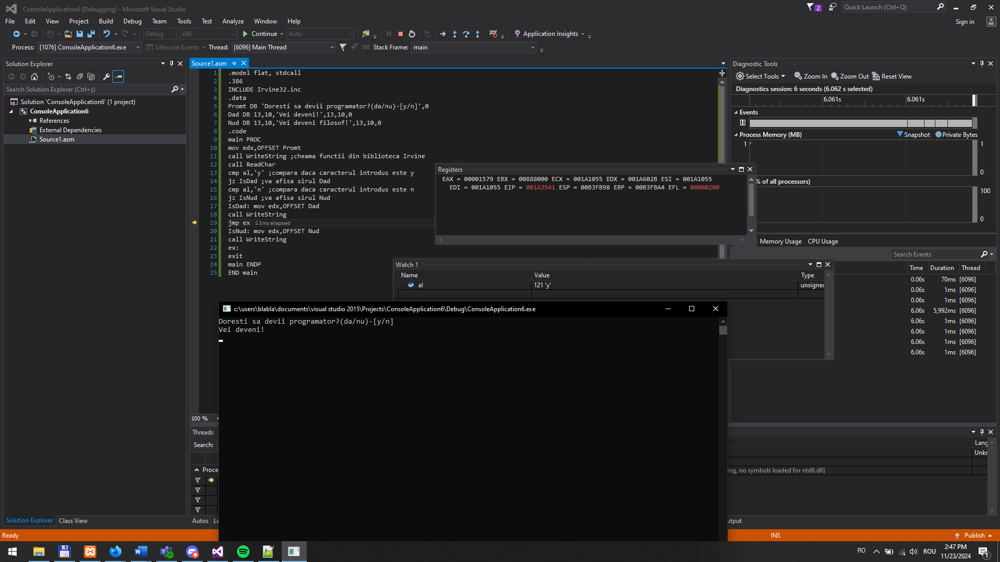 ConsoleApplication6 (Debugging) - Microsoft Visual Studio
2
Quick Launch (Ctrl+Q)
File Edit View Project Build Debug Team Tools Test Analyze Window Help
Sign in
Debug x86 Continue Auto Application Insights
Process: [1076] ConsoleApplication6.exe Lifecycle Events Thread: [6096] Main Thread Stack Frame: main
Solution Explorer
Search Solution Explorer (Ctrl+ş)
Solution 'ConsoleApplication6' (1 project)
ConsoleApplication6
References
External Dependencies
Source1.asm
Solution Explorer Class View
Source1.asm
1 .model flat, stdcall
2 .386
3 INCLUDE Irvine32.inc
4 .data
5 Promt DB 'Doresti sa devii programator?(da/nu)-[y/n]',0
6 Dad DB 13,10,'Vei deveni!',13,10,0
7 Nud DB 13,10,'Vei deveni filosof!',13,10,0
8 .code
9 main PROC
10 mov edx,OFFSET Promt
11 call WriteString ;cheama functii din biblioteca Irvine
12 call ReadChar
13 cmp al,'y' ;compara daca caracterul introdus este y
14 jz IsDad ;va afisa sirul Dad
15 cmp al,'n' ;compara daca caracterul introdus este n
16 jz IsNud ;va afisa sirul Nud
17 IsDad: mov edx,OFFSET Dad
18 call WriteString
19 jmp ex ≤1ms elapsed
20 IsNud: mov edx,OFFSET Nud
21 call WriteString
22 ex:
23 exit
24 main ENDP
25 END main
100 %
Registers
EAX = 00001579 EBX = 00888000 ECX = 001A1055 EDX = 001A602B ESI = 001A1055
EDI = 001A1055 EIP = 001A3541 ESP = 00B3FB98 EBP = 00B3FBA4 EFL = 00000200
Watch 1
Name Value Type
al 121 'y' unsigned
c:\users\blabla\documents\visual studio 2015\Projects\ConsoleApplication6\Debug\ConsoleApplication6.exe
Doresti sa devii programator?(da/nu)-[y/n]
Vei deveni!
Diagnostic Tools
Select Tools Zoom In Zoom Out Reset View
Diagnostics session: 6 seconds (6.062 s selected)
6.061s 6.061s
Events
Process Memory (MB) Snapshot Private Bytes
1 1
0
% of all processors)
100
0
Memory Usage CPU Usage
Search Events
Time Duration Thread
0.06s 70ms [6096]
0.06s 1ms [6096]
0.06s 1ms [6096]
6.06s 5,992ms [6096]
6.06s 1ms [6096]
6.06s 1ms [6096]
6.06s 1ms [6096]
6.06s 1ms [6096]
Threads
Search:
Proce
Autos Lo
Lang
Unkr
ing, no symbols loaded for ntdll.dll]
utput
Ready INS Publish
RO ROU
2:47 PM
11/23/2024
1